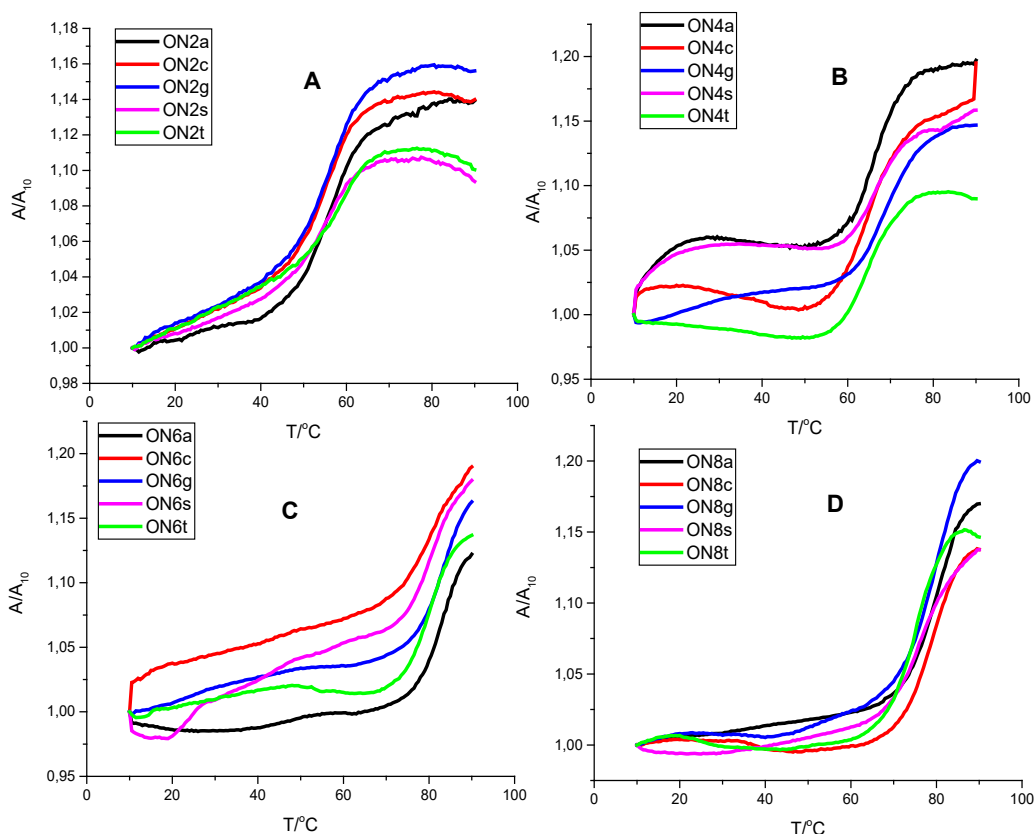 1,18
1,16
1,14
1,12
1,10
1,08
1,06
1,04
1,02
1,00
0,98
A/A10
ON2a
ON2c
ON2g
ON2s
ON2t
A
0 20 40 60 80 100
T/°C
1,20
1,15
1,10
1,05
1,00
0,95
A/A10
ON4a
ON4c
ON4g
ON4s
ON4t
B
0 20 40 60 80 100
T/°C
1,20
1,15
1,10
1,05
1,00
0,95
A/A10
ON6a
ON6c
ON6g
ON6s
ON6t
C
0 20 40 60 80 100
T/°C
1,20
1,15
1,10
1,05
1,00
A/A10
ON8a
ON8c
ON8g
ON8s
ON8t
D
0 20 40 60 80 100
T/°C